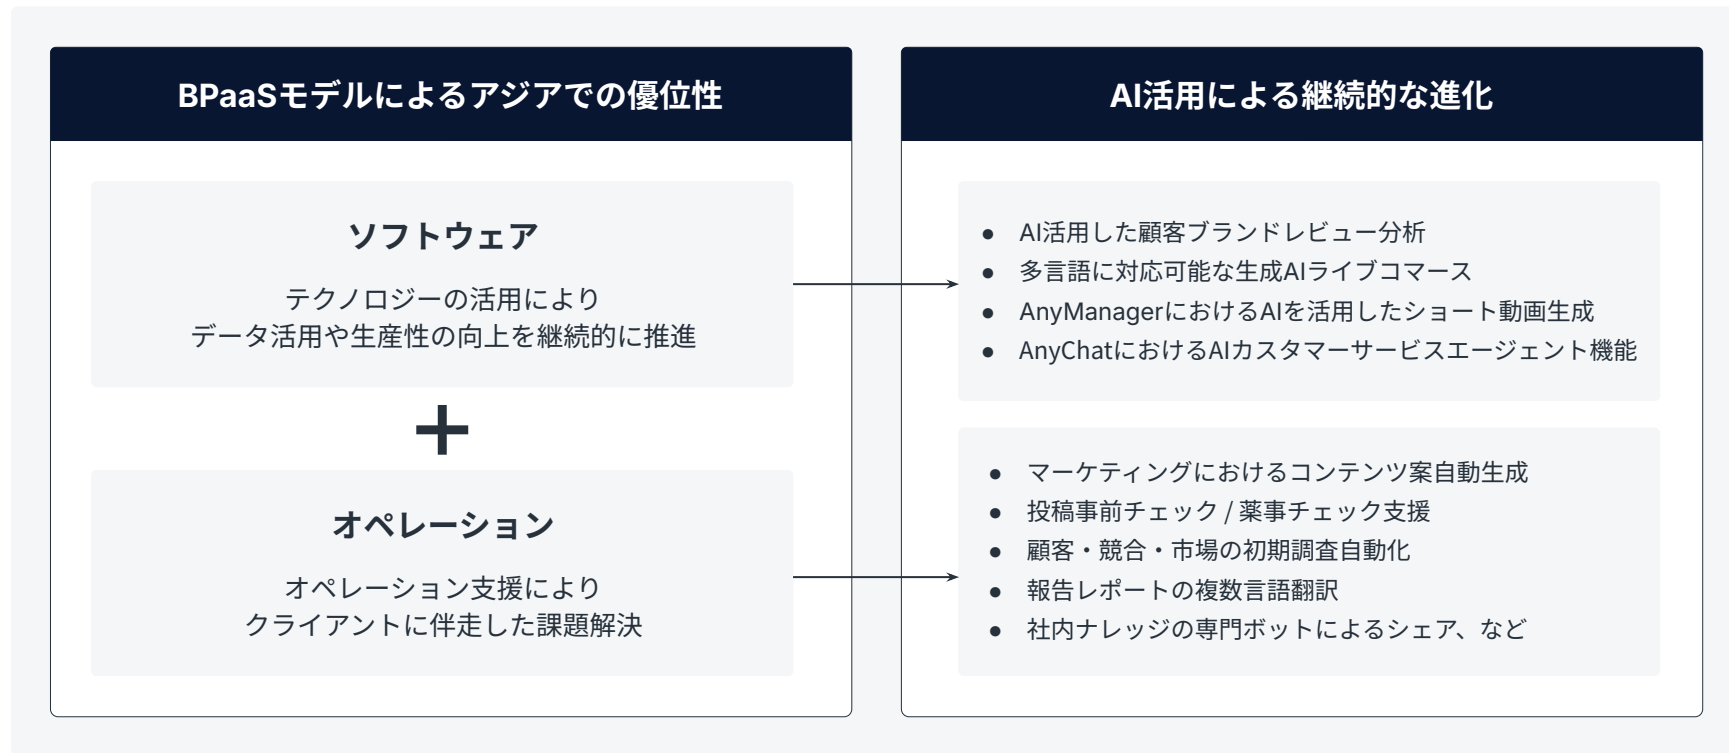 BPaaSモデルによるアジアでの優位性
ソフトウェア
テクノロジーの活用により
データ活用や生産性の向上を継続的に推進
+
オペレーション
オペレーション支援により
クライアントに伴走した課題解決
AI活用による継続的な進化
● AI活用した顧客ブランドレビュー分析
● 多言語に対応可能な生成AIライブコマース
● AnyManagerにおけるAIを活用したショート動画生成
● AnyChatにおけるAIカスタマーサービスエージェント機能
● マーケティングにおけるコンテンツ案自動生成
● 投稿事前チェック / 薬事チェック支援
● 顧客・競合・市場の初期調査自動化
● 報告レポートの複数言語翻訳
● 社内ナレッジの専門ボットによるシェア、など